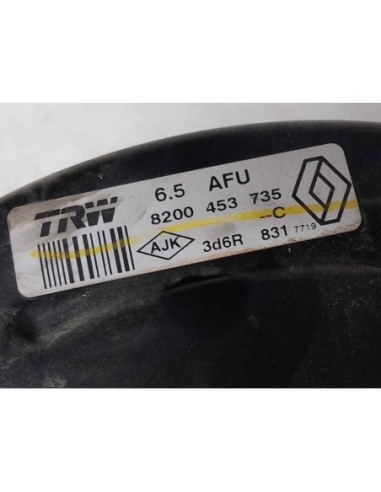 TRW 6.5 AFU
8200 453 735
--C
AJK 3d6R 831 7719